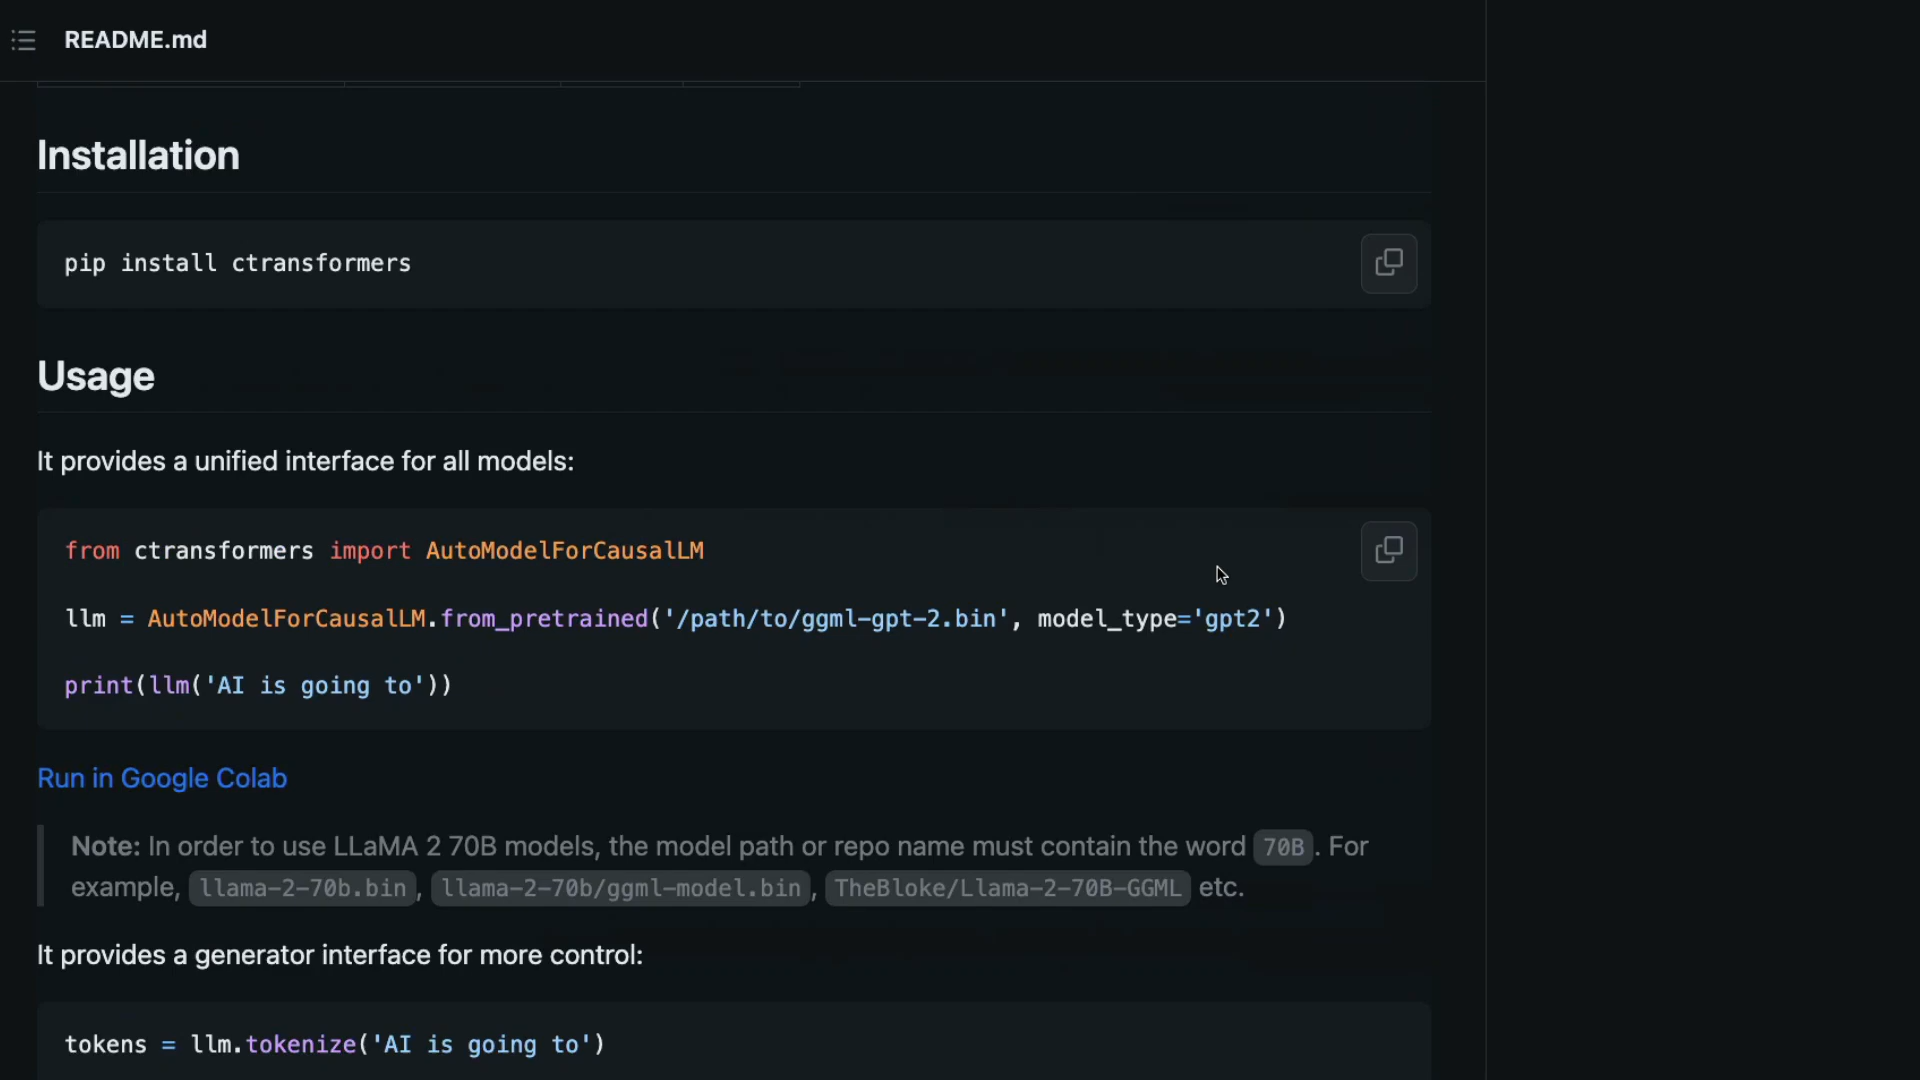 README.md
Installation
pip install ctransformers
Usage
It provides a unified interface for all models:
from ctransformers import AutoModelForCausalLM
llm = AutoModelForCausalLM.from_pretrained('/path/to/ggml-gpt-2.bin', model_type='gpt2')
print(llm('AI is going to'))
Run in Google Colab
Note: In order to use LLaMA 2 70B models, the model path or repo name must contain the word 70B. For
example, llama-2-70b.bin, llama-2-70b/ggml-model.bin, TheBloke/Llama-2-70B-GGML etc.
It provides a generator interface for more control:
tokens = llm.tokenize('AI is going to')